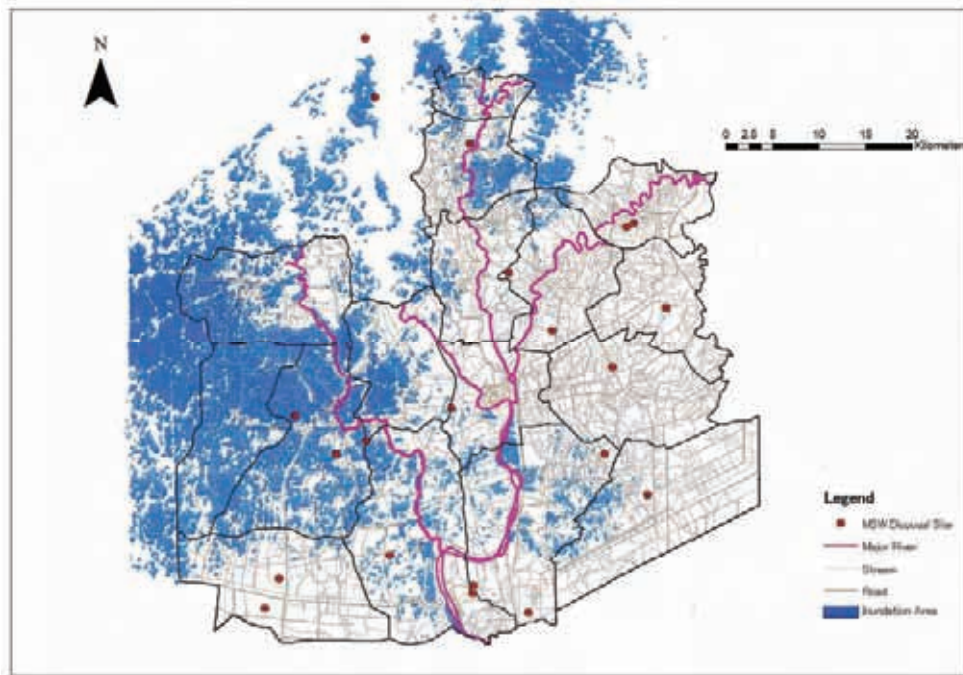 N
0 2.5 5 10 15 20
Kilometers
Legend
MSW Disposal Site
Major River
Stream
Road
Inundation Area